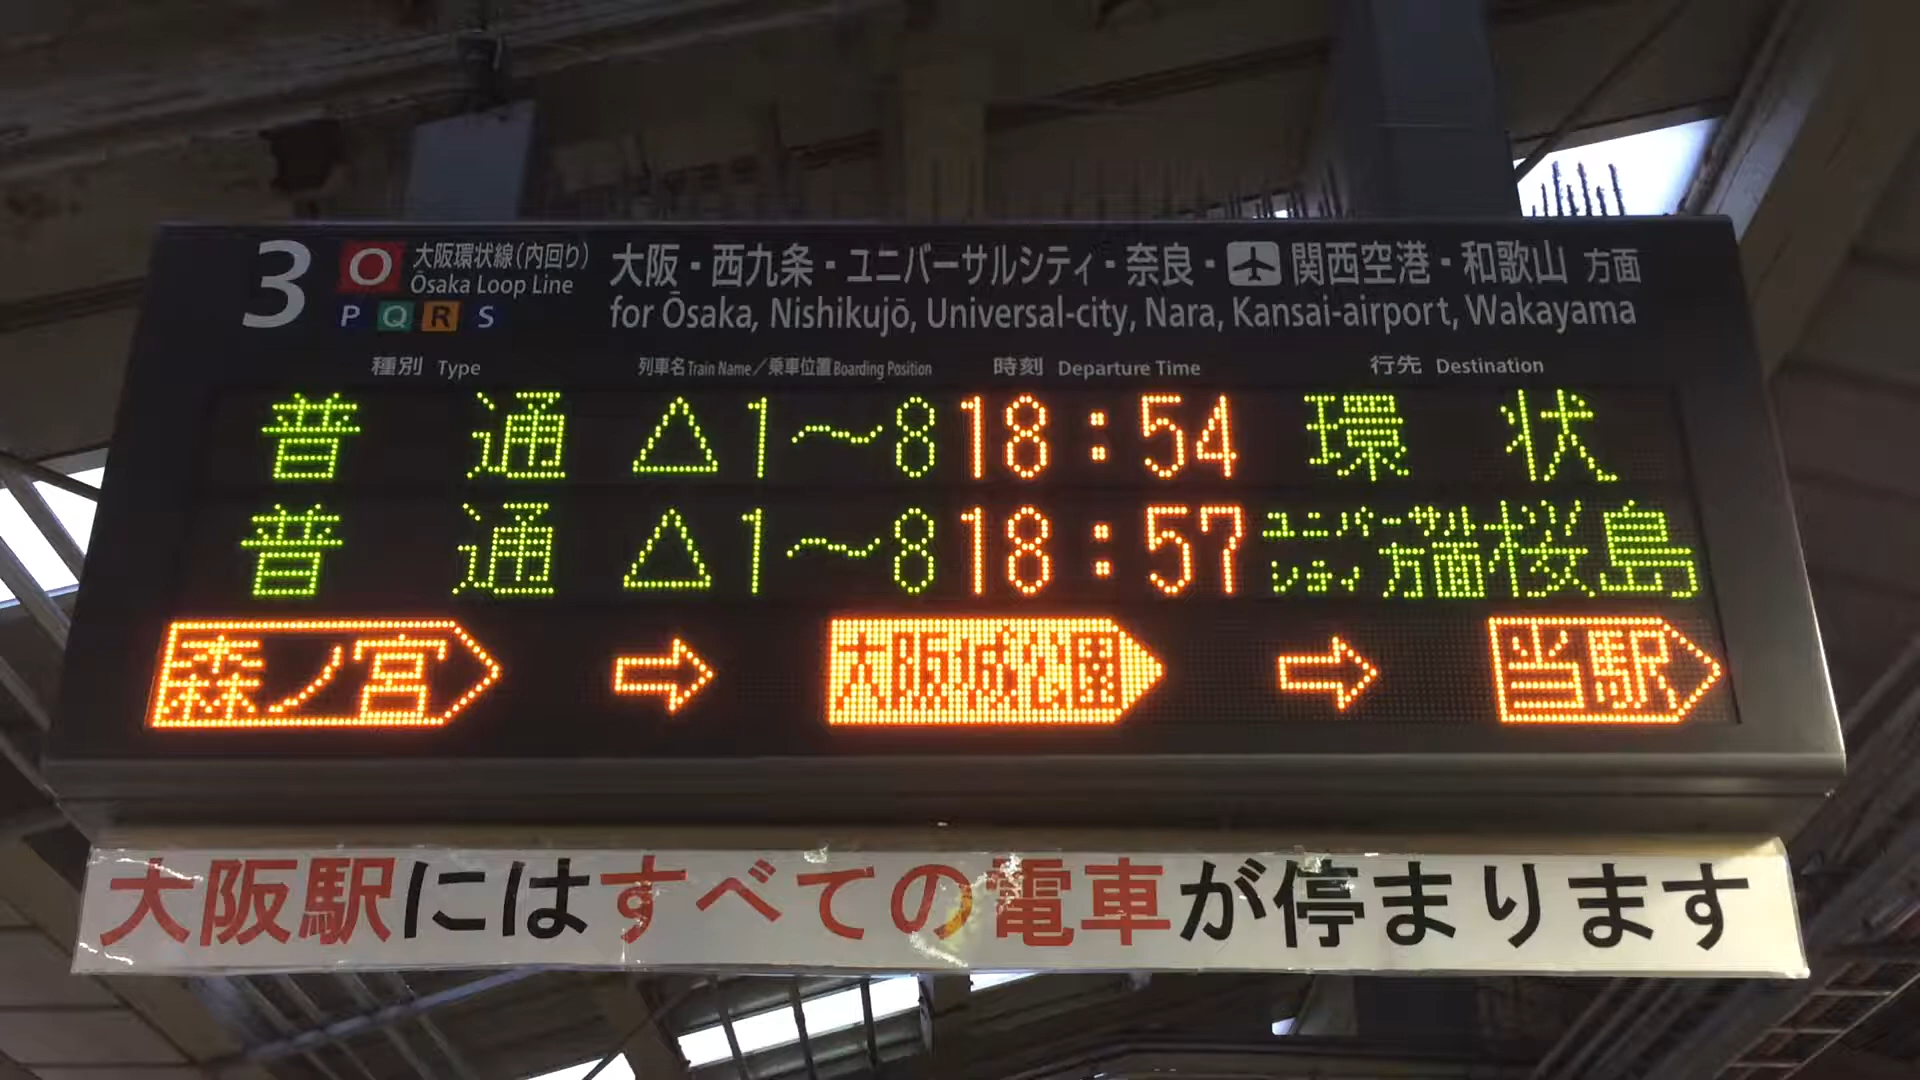 3 O 大阪環状線(内回り) 大阪・西九条・ユニバーサルシティ・奈良・関西空港・和歌山 方面
Ōsaka Loop Line
P Q R S for Ōsaka, Nishikujō, Universal-city, Nara, Kansai-airport, Wakayama
種別 Type 列車名Train Name／乗車位置Boarding Position 時刻 Departure Time 行先 Destination
普通 △1～8 18:54 環状
普通 △1～8 18:57 ユニバーサルシティ方面桜島
森ノ宮 ⇨ 大阪城公園 ⇨ 当駅
大阪駅にはすべての電車が停まります